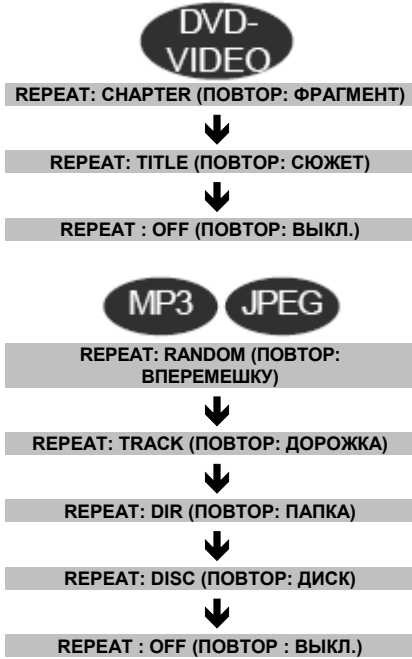 DVD-
VIDEO
REPEAT: CHAPTER (ПОВТОР: ФРАГМЕНТ)
REPEAT: TITLE (ПОВТОР: СЮЖЕТ)
REPEAT : OFF (ПОВТОР: ВЫКЛ.)
MP3 JPEG
REPEAT: RANDOM (ПОВТОР:
ВПЕРЕМЕШКУ)
REPEAT: TRACK (ПОВТОР: ДОРОЖКА)
REPEAT: DIR (ПОВТОР: ПАПКА)
REPEAT: DISC (ПОВТОР: ДИСК)
REPEAT : OFF (ПОВТОР : ВЫКЛ.)